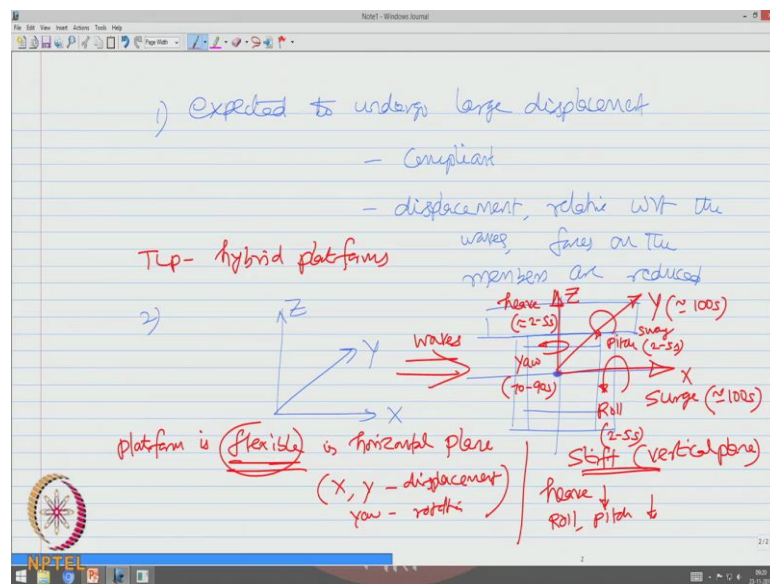 Note1 - Windows Journal
File Edit View Insert Actions Tools Help
Page Width
1) expected to undergo large displacement
- Compliant
- displacement, relative wrt the
waves, forces on the
members are reduced
TLP - hybrid platforms
2)
Z
Y
X
waves
heave
(≈2-5s)
Z
Y (≈100s)
sway
pitch
(2-5s)
yaw
(70-90s)
X
Surge (≈100s)
Roll
(2-5s)
platform is flexible is horizontal plane
(X, Y - displacement
yaw - rotation)
Stiff (vertical plane)
heave ↓
Roll, pitch ↓
NPTEL
2
2/2